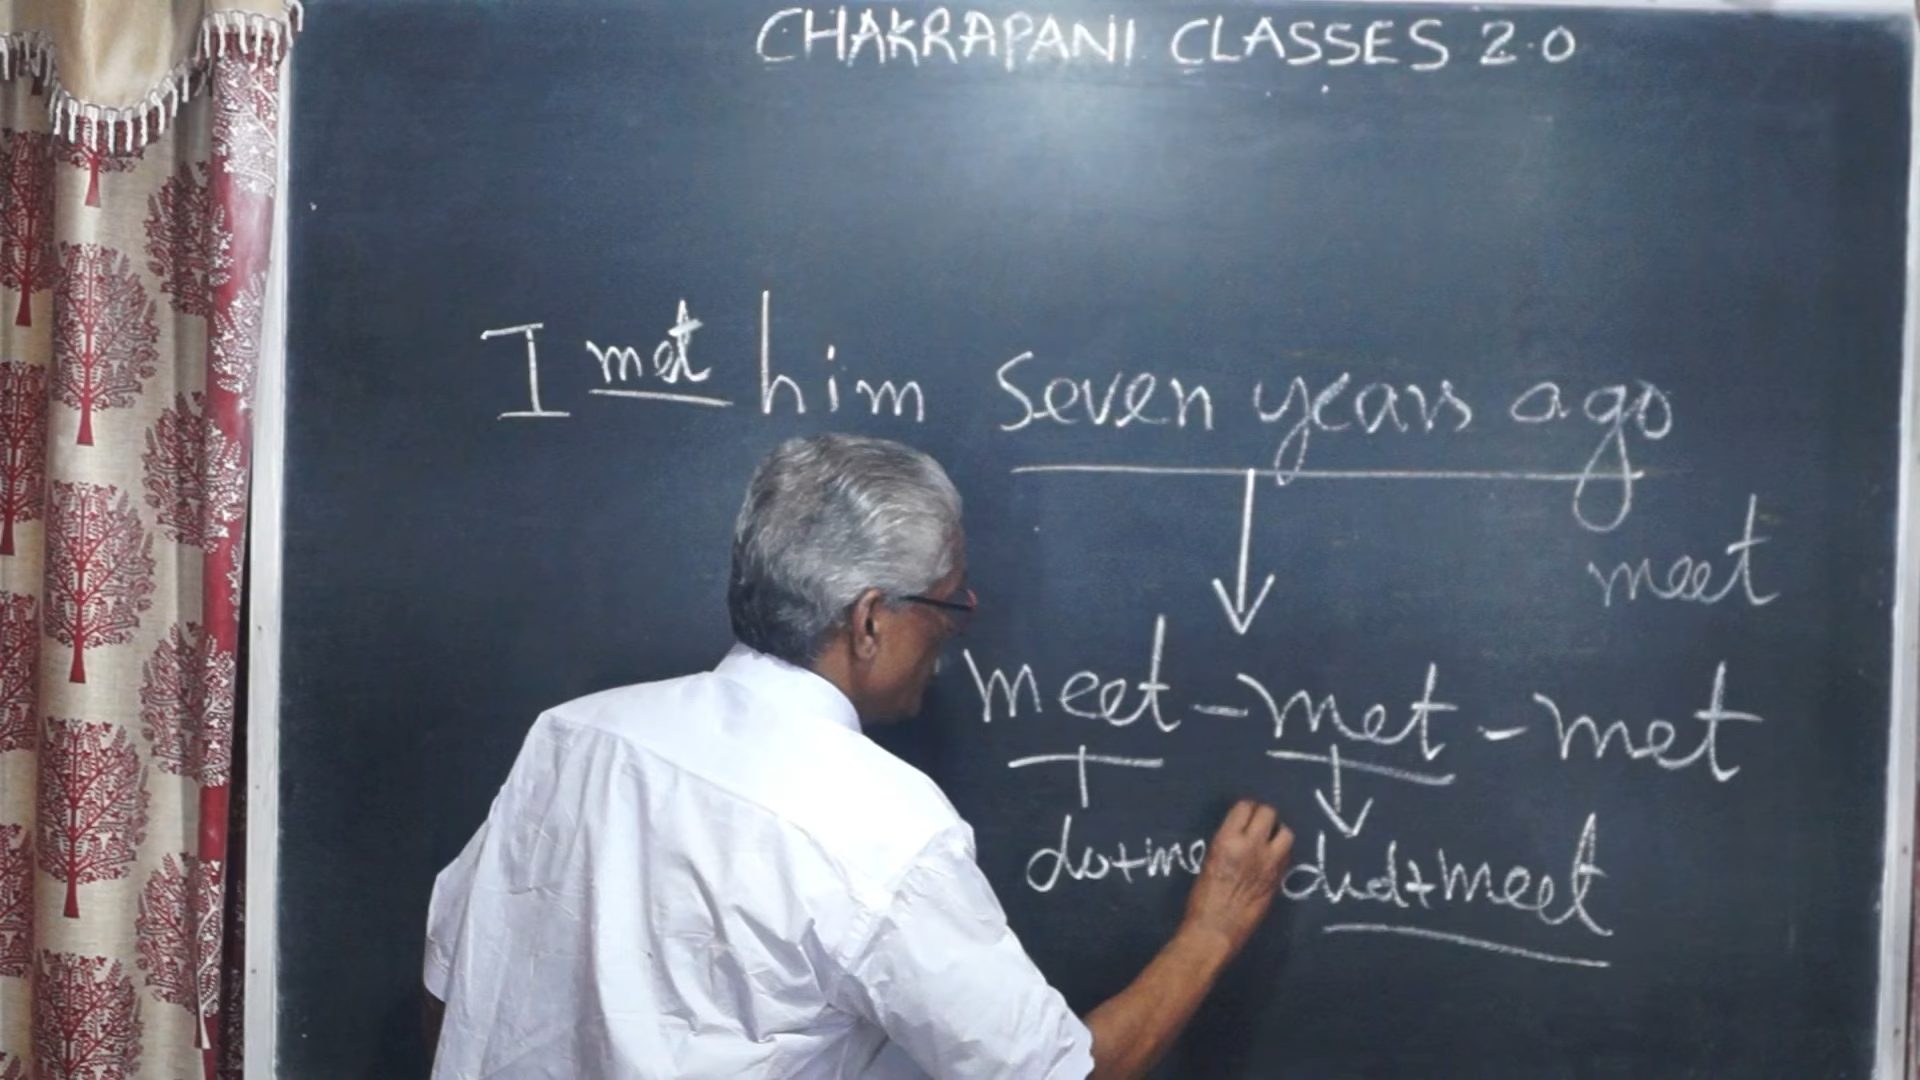 CHAKRAPANI CLASSES 2.0
I met him seven years ago
meet
meet - met - met
do+me did+meet